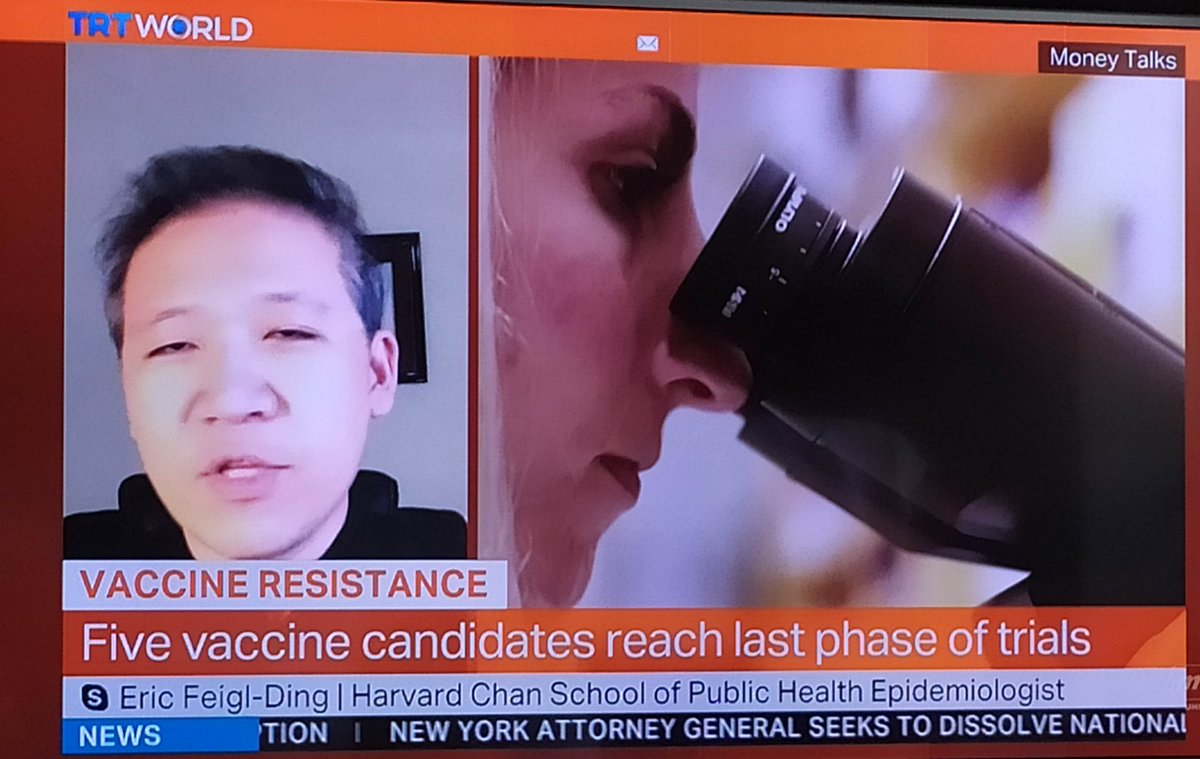 TRT WORLD
Money Talks
OLYMPUS
VACCINE RESISTANCE
Five vaccine candidates reach last phase of trials
S Eric Feigl-Ding | Harvard Chan School of Public Health Epidemiologist
NEWS TION | NEW YORK ATTORNEY GENERAL SEEKS TO DISSOLVE NATIONAL